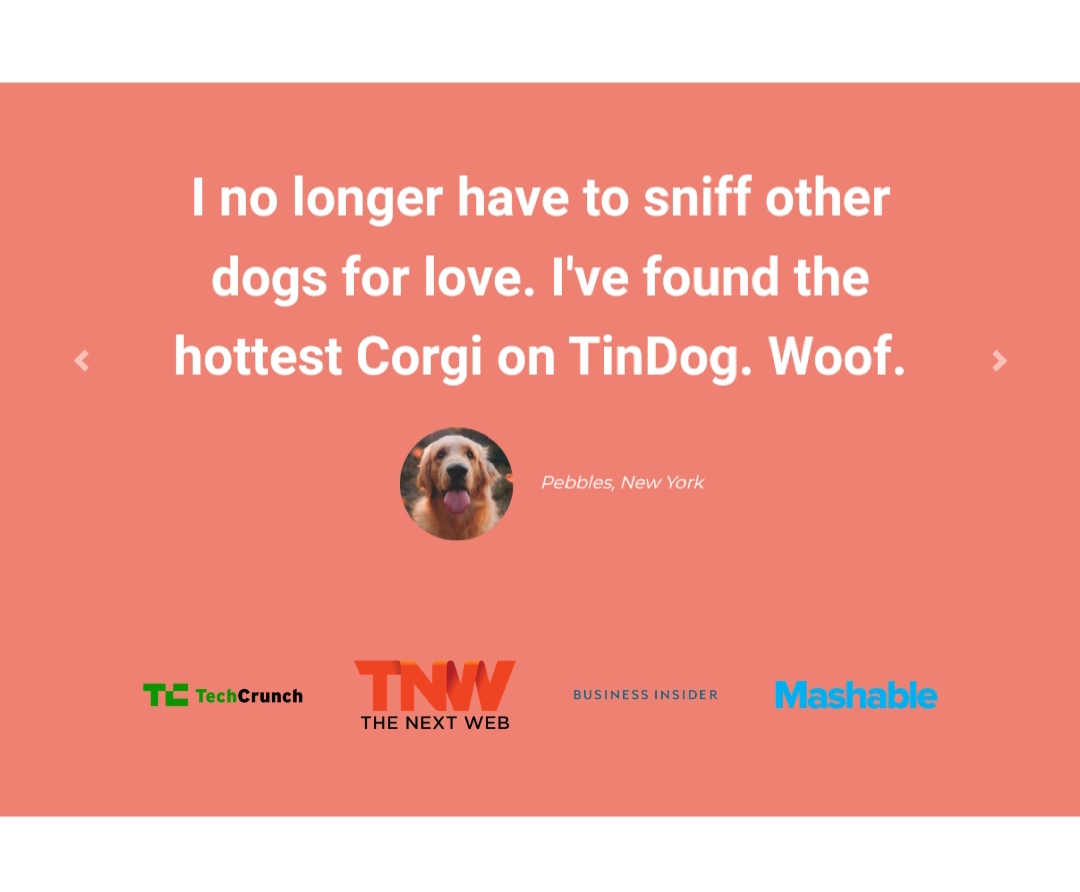 I no longer have to sniff other
dogs for love. I've found the
hottest Corgi on TinDog. Woof.
Pebbles, New York
TC TechCrunch
TNW
THE NEXT WEB
BUSINESS INSIDER
Mashable